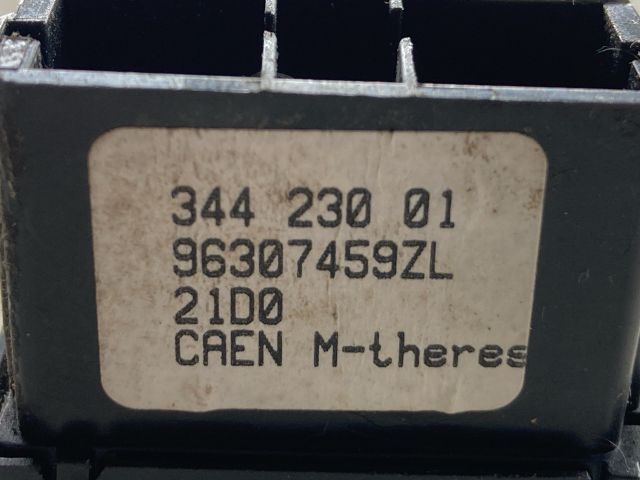 344 230 01
96307459ZL
21D0
CAEN M-theres